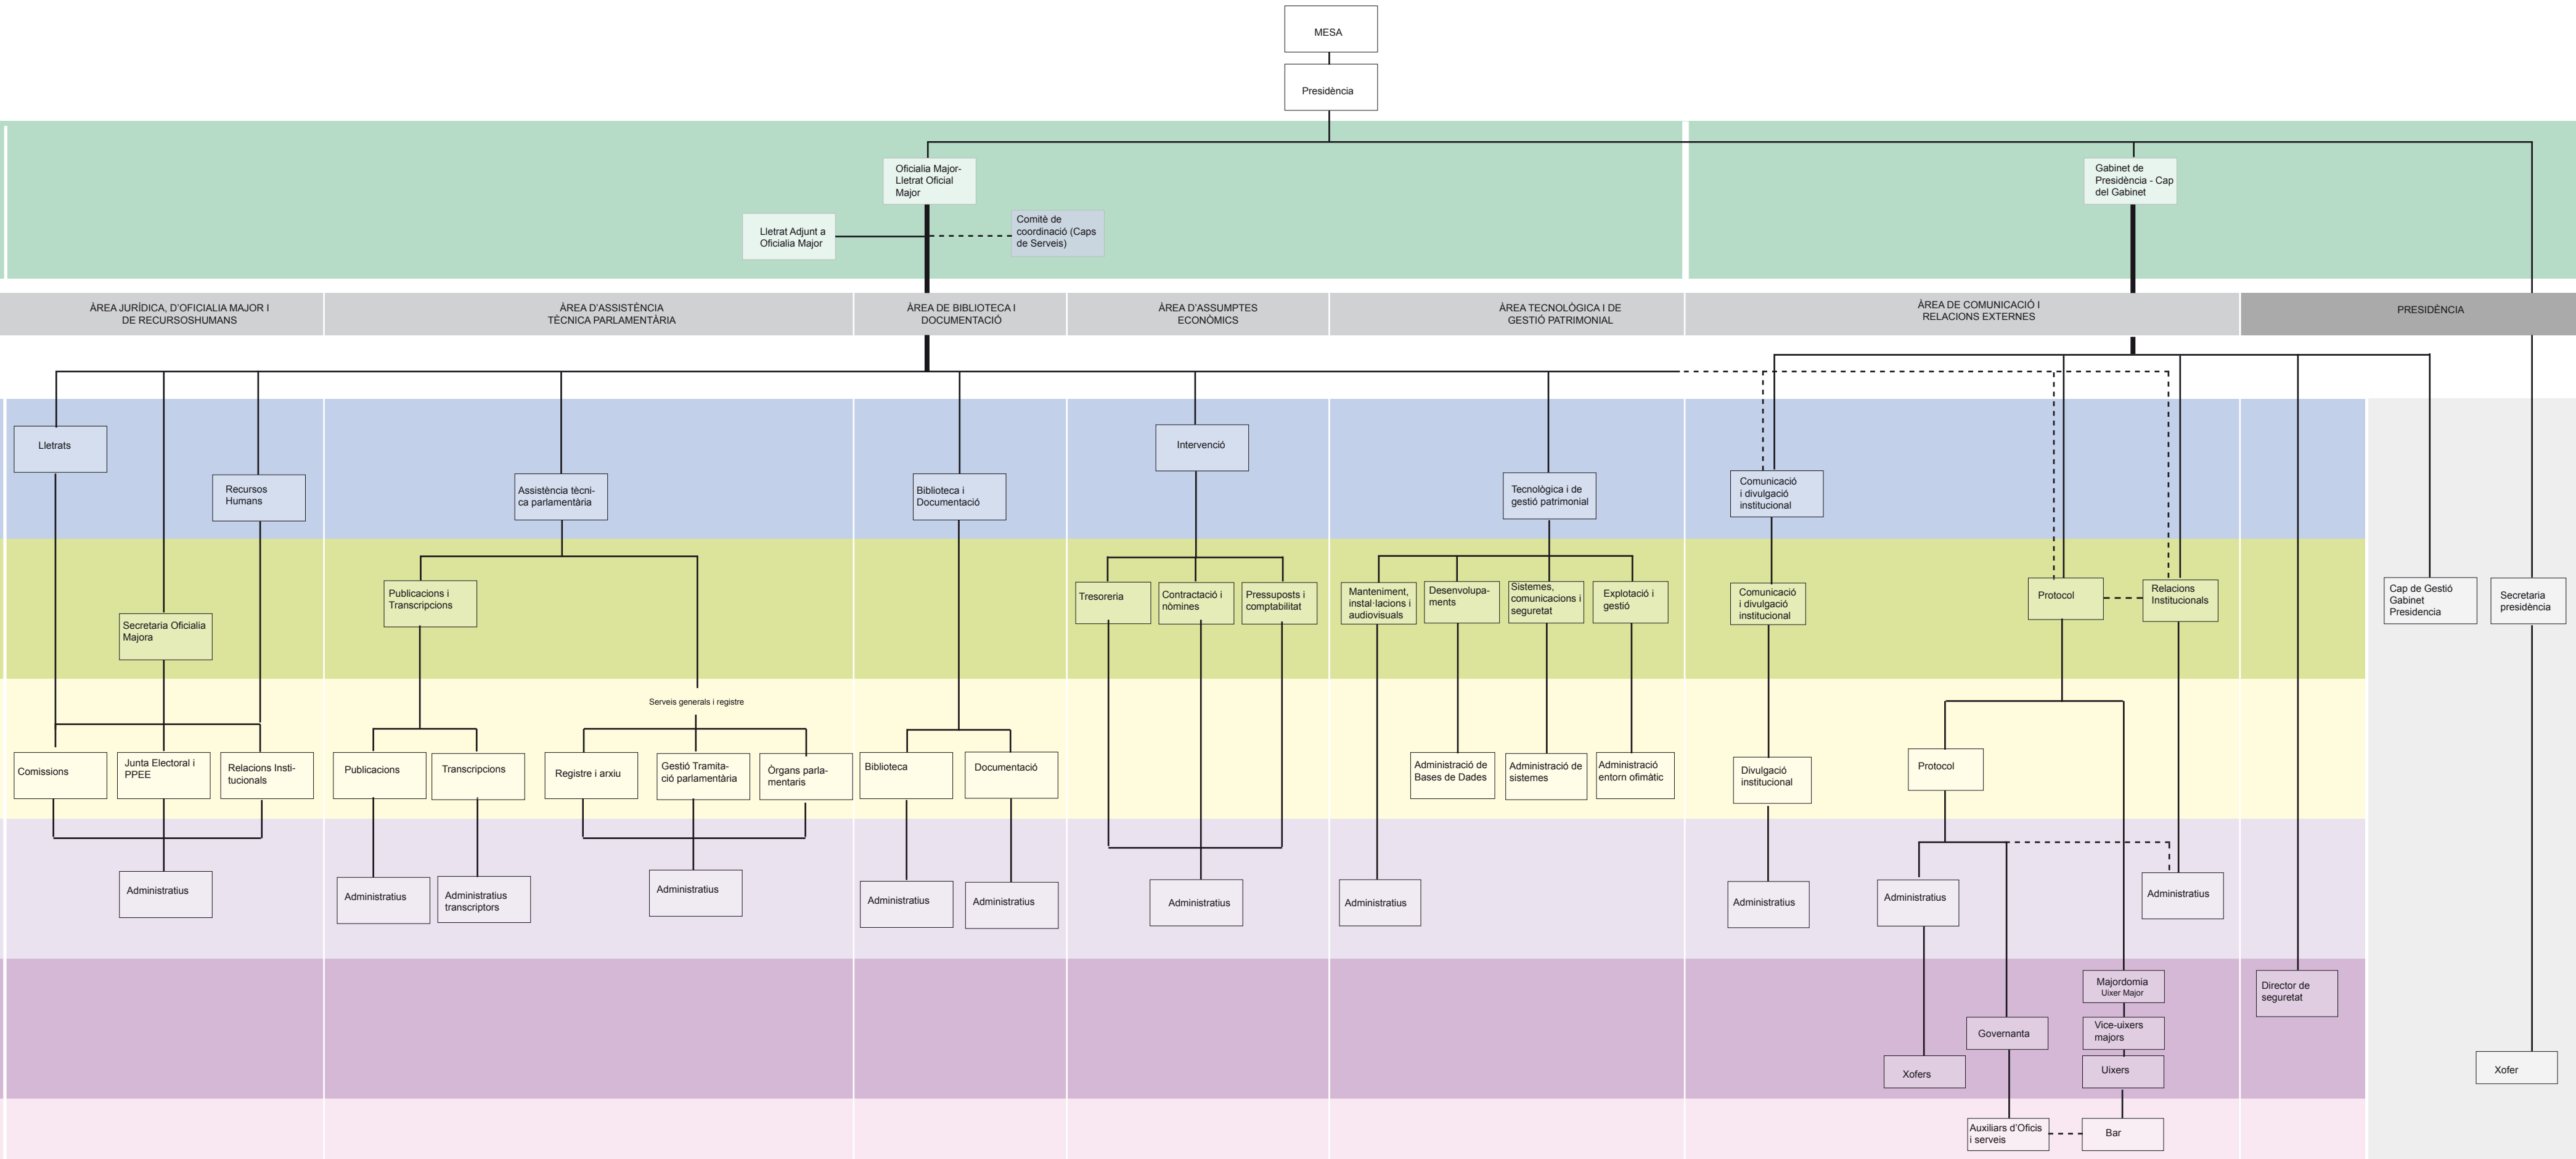 MESA
Presidència
Oficialia Major-
Lletrat Oficial
Major
Gabinet de
Presidència - Cap
del Gabinet
Lletrat Adjunt a
Oficialia Major
Comitè de
coordinació (Caps
de Serveis)
ÀREA JURÍDICA, D’OFICIALIA MAJOR I
DE RECURSOSHUMANS
ÀREA D’ASSISTÈNCIA
TÈCNICA PARLAMENTÀRIA
ÀREA DE BIBLIOTECA I
DOCUMENTACIÓ
ÀREA D’ASSUMPTES
ECONÒMICS
ÀREA TECNOLÒGICA I DE
GESTIÓ PATRIMONIAL
ÀREA DE COMUNICACIÓ I
RELACIONS EXTERNES
PRESIDÈNCIA
Lletrats
Recursos
Humans
Assistència tècni-
ca parlamentària
Biblioteca i
Documentació
Intervenció
Tecnològica i de
gestió patrimonial
Comunicació
i divulgació
institucional
Secretaria Oficialia
Majora
Publicacions i
Transcripcions
Tresoreria
Contractació i
nòmines
Pressuposts i
comptabilitat
Manteniment,
instal·lacions i
audiovisuals
Desenvolupa-
ments
Sistemes,
comunicacions i
seguretat
Explotació i
gestió
Comunicació
i divulgació
institucional
Protocol
Relacions
Institucionals
Cap de Gestió
Gabinet
Presidencia
Secretaria
presidència
Serveis generals i registre
Comissions
Junta Electoral i
PPEE
Relacions Insti-
tucionals
Publicacions
Transcripcions
Registre i arxiu
Gestió Tramita-
ció parlamentària
Òrgans parla-
mentaris
Biblioteca
Documentació
Administració de
Bases de Dades
Administració de
sistemes
Administració
entorn ofimàtic
Divulgació
institucional
Protocol
Administratius
Administratius
Administratius
transcriptors
Administratius
Administratius
Administratius
Administratius
Administratius
Administratius
Administratius
Administratius
Majordomia
Uixer Major
Director de
seguretat
Governanta
Vice-uixers
majors
Xofers
Uixers
Xofer
Auxiliars d’Oficis
i serveis
Bar